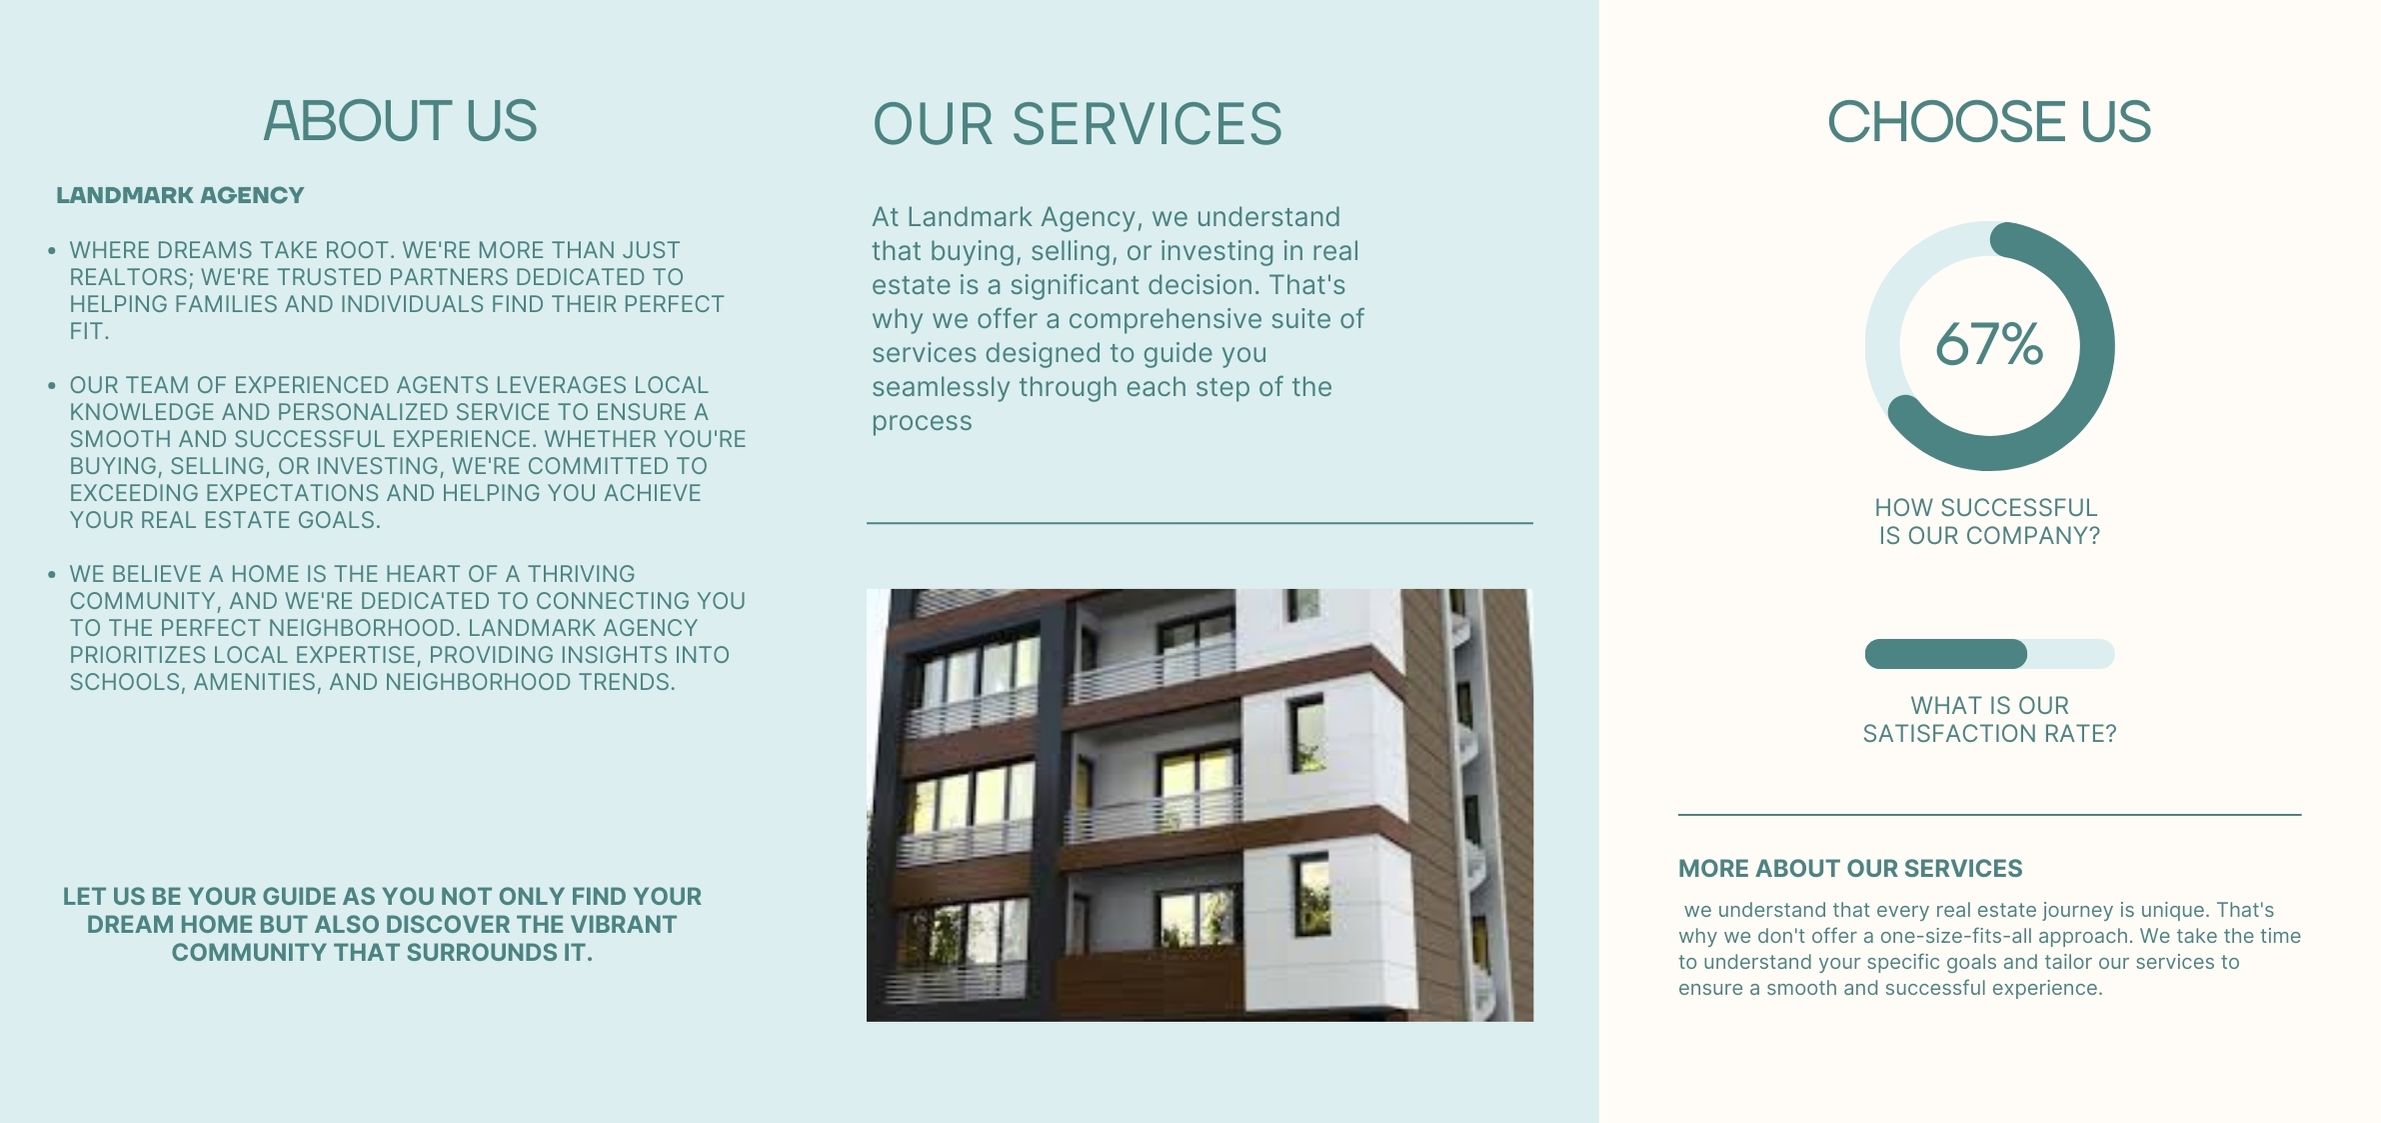 ABOUT US
LANDMARK AGENCY
• WHERE DREAMS TAKE ROOT. WE'RE MORE THAN JUST
REALTORS; WE'RE TRUSTED PARTNERS DEDICATED TO
HELPING FAMILIES AND INDIVIDUALS FIND THEIR PERFECT
FIT.
• OUR TEAM OF EXPERIENCED AGENTS LEVERAGES LOCAL
KNOWLEDGE AND PERSONALIZED SERVICE TO ENSURE A
SMOOTH AND SUCCESSFUL EXPERIENCE. WHETHER YOU'RE
BUYING, SELLING, OR INVESTING, WE'RE COMMITTED TO
EXCEEDING EXPECTATIONS AND HELPING YOU ACHIEVE
YOUR REAL ESTATE GOALS.
• WE BELIEVE A HOME IS THE HEART OF A THRIVING
COMMUNITY, AND WE'RE DEDICATED TO CONNECTING YOU
TO THE PERFECT NEIGHBORHOOD. LANDMARK AGENCY
PRIORITIZES LOCAL EXPERTISE, PROVIDING INSIGHTS INTO
SCHOOLS, AMENITIES, AND NEIGHBORHOOD TRENDS.
LET US BE YOUR GUIDE AS YOU NOT ONLY FIND YOUR
DREAM HOME BUT ALSO DISCOVER THE VIBRANT
COMMUNITY THAT SURROUNDS IT.
OUR SERVICES
At Landmark Agency, we understand
that buying, selling, or investing in real
estate is a significant decision. That's
why we offer a comprehensive suite of
services designed to guide you
seamlessly through each step of the
process
CHOOSE US
67%
HOW SUCCESSFUL
IS OUR COMPANY?
WHAT IS OUR
SATISFACTION RATE?
MORE ABOUT OUR SERVICES
we understand that every real estate journey is unique. That's
why we don't offer a one-size-fits-all approach. We take the time
to understand your specific goals and tailor our services to
ensure a smooth and successful experience.